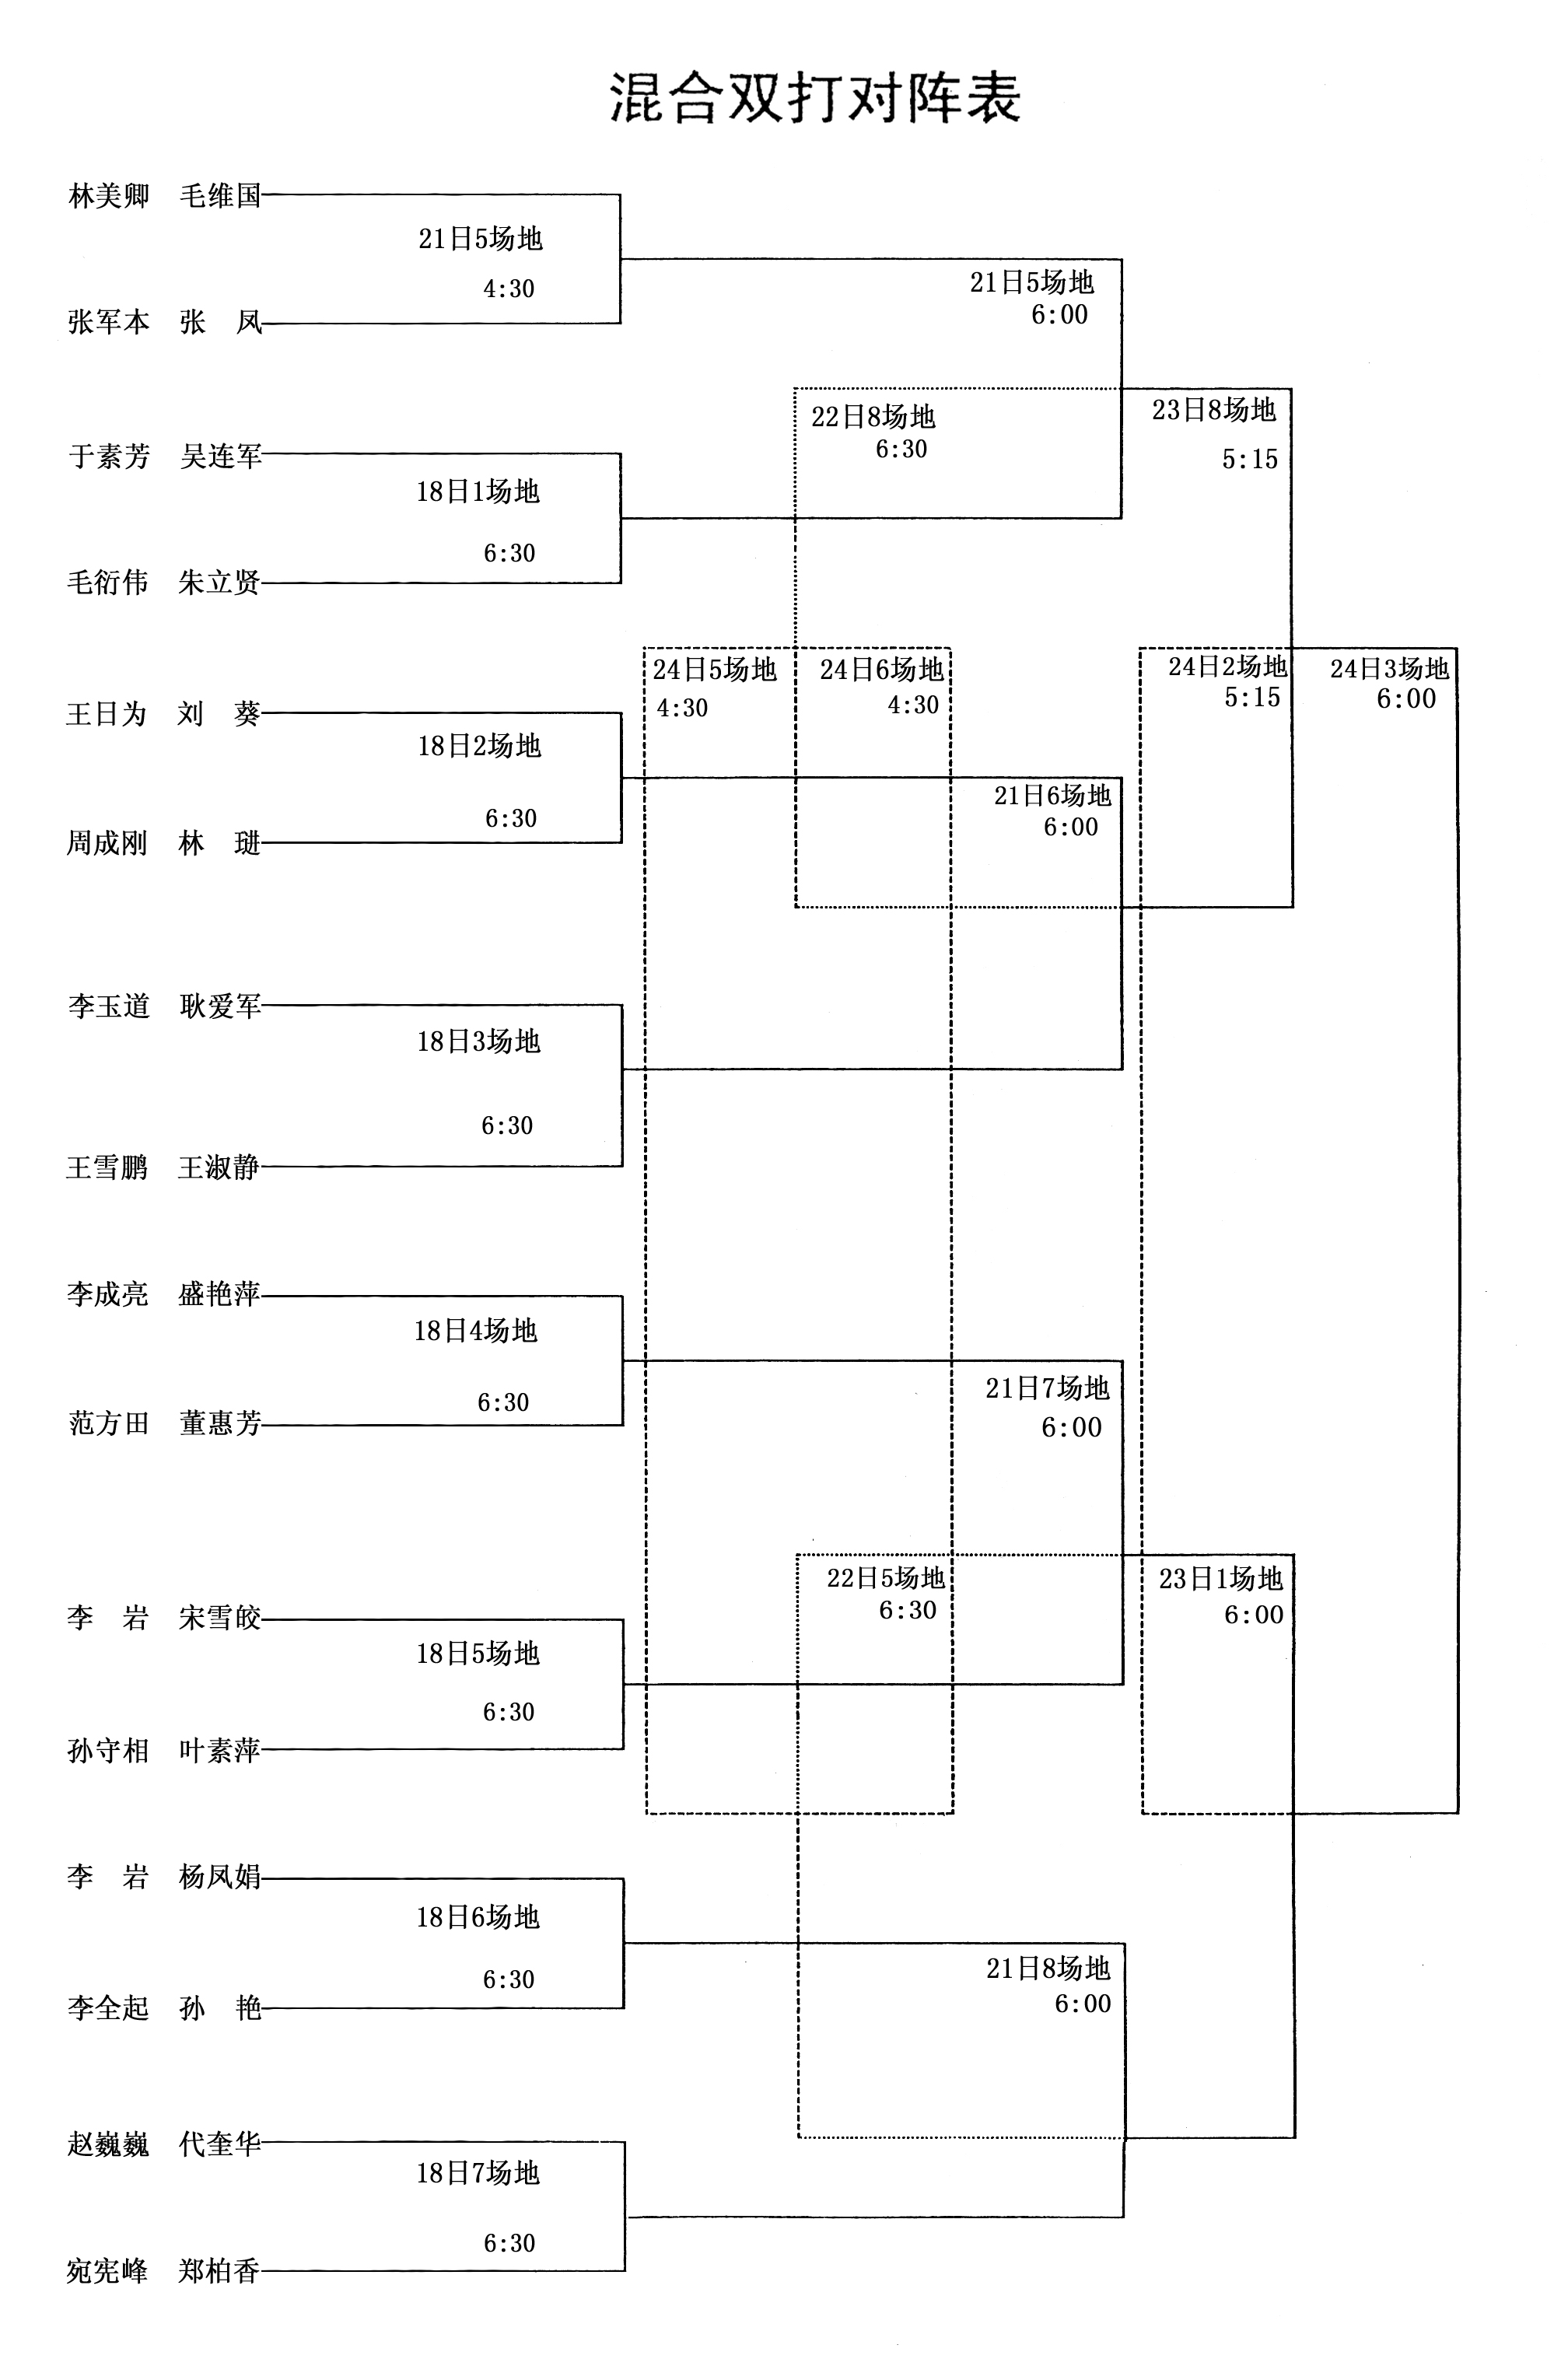 混合双打对阵表
林美卿 毛维国
21日5场地
4:30
张军本 张 凤
21日5场地
6:00
于素芳 吴连军
18日1场地
6:30
毛衍伟 朱立贤
22日8场地
6:30
23日8场地
5:15
王日为 刘 葵
18日2场地
6:30
周成刚 林 琎
24日5场地
4:30
24日6场地
4:30
24日2场地
5:15
24日3场地
6:00
21日6场地
6:00
李玉道 耿爱军
18日3场地
6:30
王雪鹏 王淑静
李成亮 盛艳萍
18日4场地
6:30
范方田 董惠芳
21日7场地
6:00
李 岩 宋雪皎
18日5场地
6:30
孙守相 叶素萍
22日5场地
6:30
23日1场地
6:00
李 岩 杨凤娟
18日6场地
6:30
李全起 孙 艳
21日8场地
6:00
赵巍巍 代奎华
18日7场地
6:30
宛宪峰 郑柏香